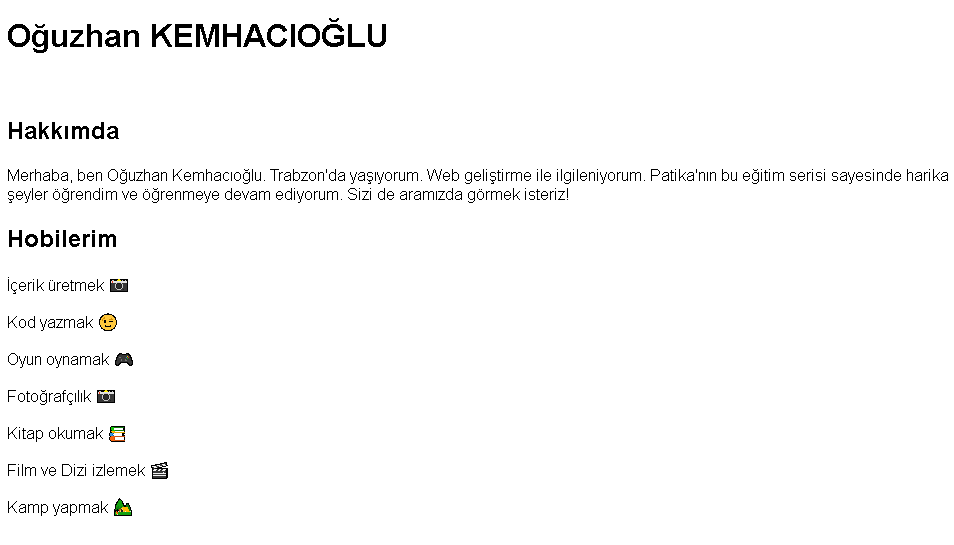 Oğuzhan KEMHACIOĞLU
Hakkımda
Merhaba, ben Oğuzhan Kemhacıoğlu. Trabzon'da yaşıyorum. Web geliştirme ile ilgileniyorum. Patika'nın bu eğitim serisi sayesinde harika
şeyler öğrendim ve öğrenmeye devam ediyorum. Sizi de aramızda görmek isteriz!
Hobilerim
İçerik üretmek 📸
Kod yazmak 😉
Oyun oynamak 🎮
Fotoğrafçılık 📸
Kitap okumak 📚
Film ve Dizi izlemek 🎬
Kamp yapmak 🏕